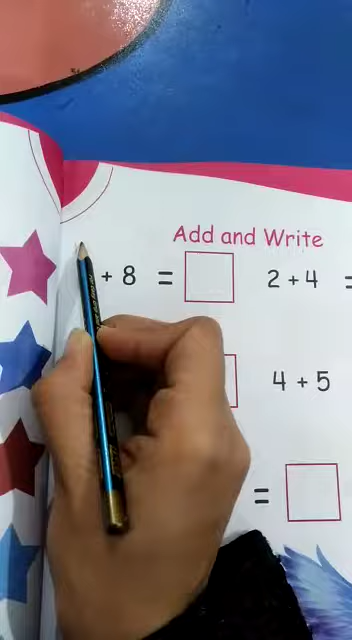 Add and Write
+ 8 = 2 + 4 =
4 + 5
=